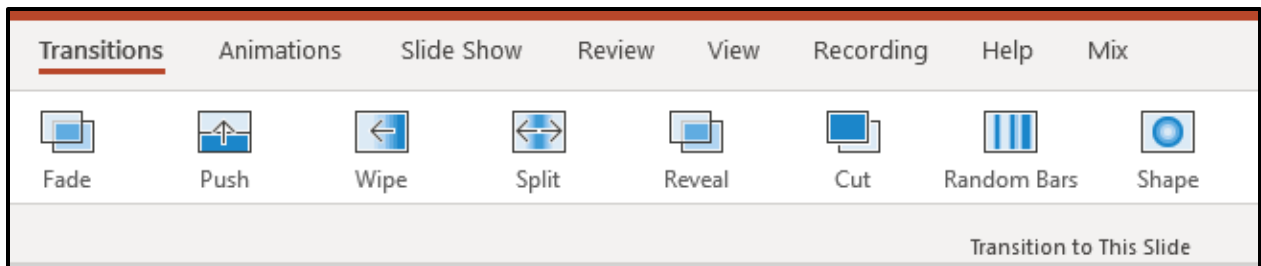 Transitions Animations Slide Show Review View Recording Help Mix
Fade Push Wipe Split Reveal Cut Random Bars Shape
Transition to This Slide